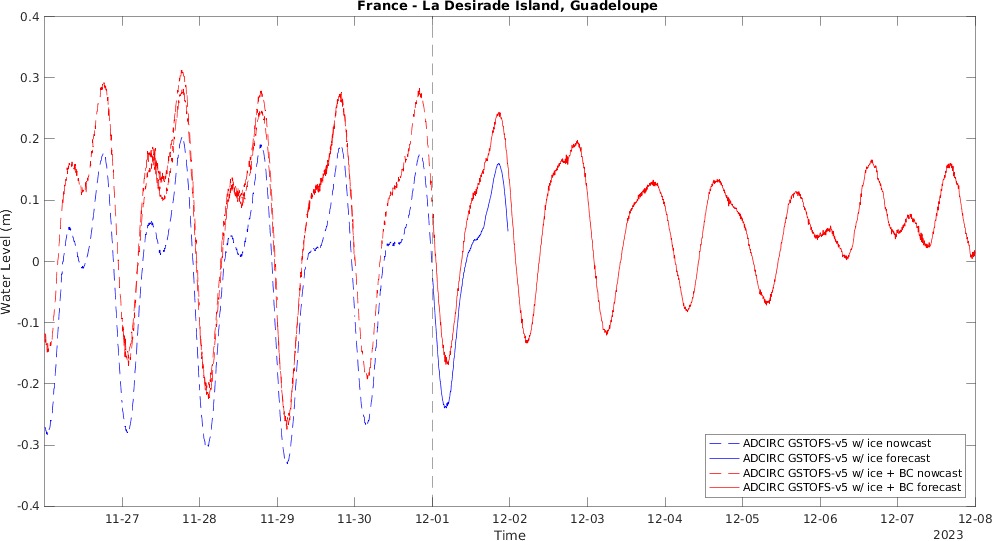 France - La Desirade Island, Guadeloupe
0.4
0.3
0.2
0.1
0
-0.1
-0.2
-0.3
-0.4
Water Level (m)
ADCIRC GSTOFS-v5 w/ ice nowcast
ADCIRC GSTOFS-v5 w/ ice forecast
ADCIRC GSTOFS-v5 w/ ice + BC nowcast
ADCIRC GSTOFS-v5 w/ ice + BC forecast
11-27 11-28 11-29 11-30 12-01 12-02 12-03 12-04 12-05 12-06 12-07 12-08
Time
2023